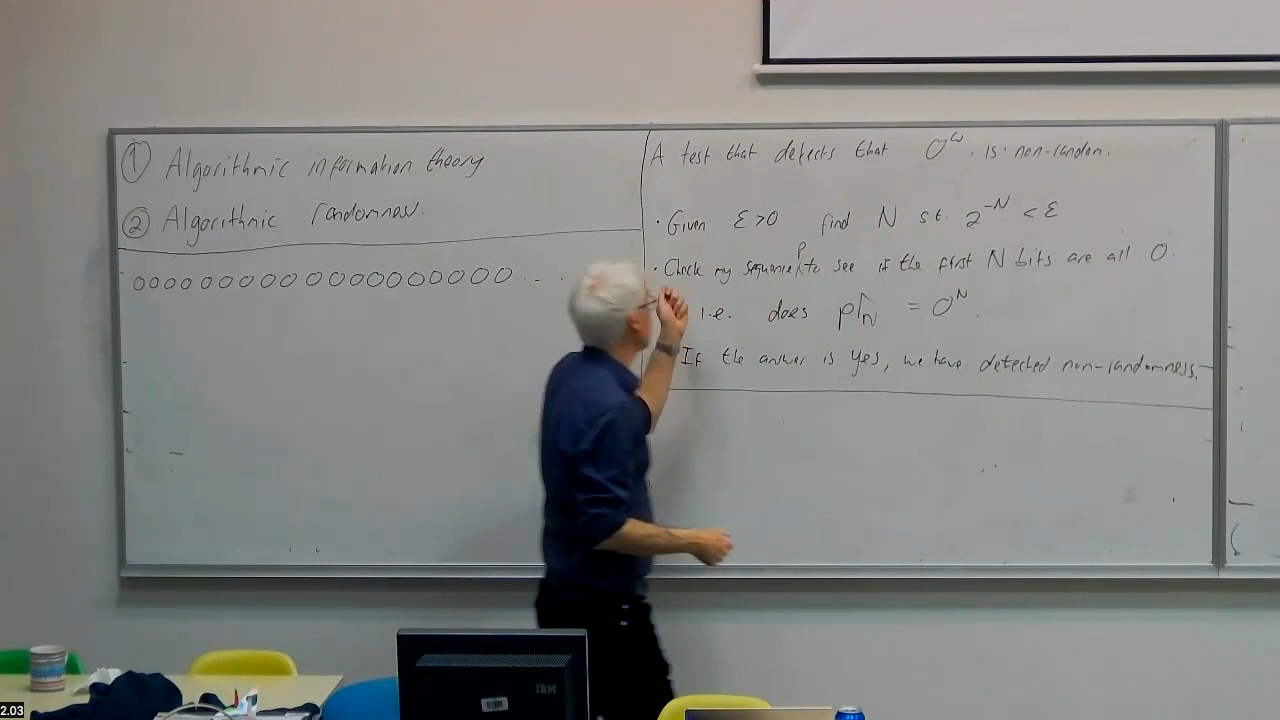 ① Algorithmic information theory
② Algorithmic randomness.
0000000000000000000000...
A test that detects that 0^ω is non-random.
· Given ε>0 find N s.t. 2^-N < ε
· Check my sequence p to see if the first N bits are all 0.
i.e. does p↾N = 0^N.
If the answer is yes, we have detected non-randomness.
IBM
2.03